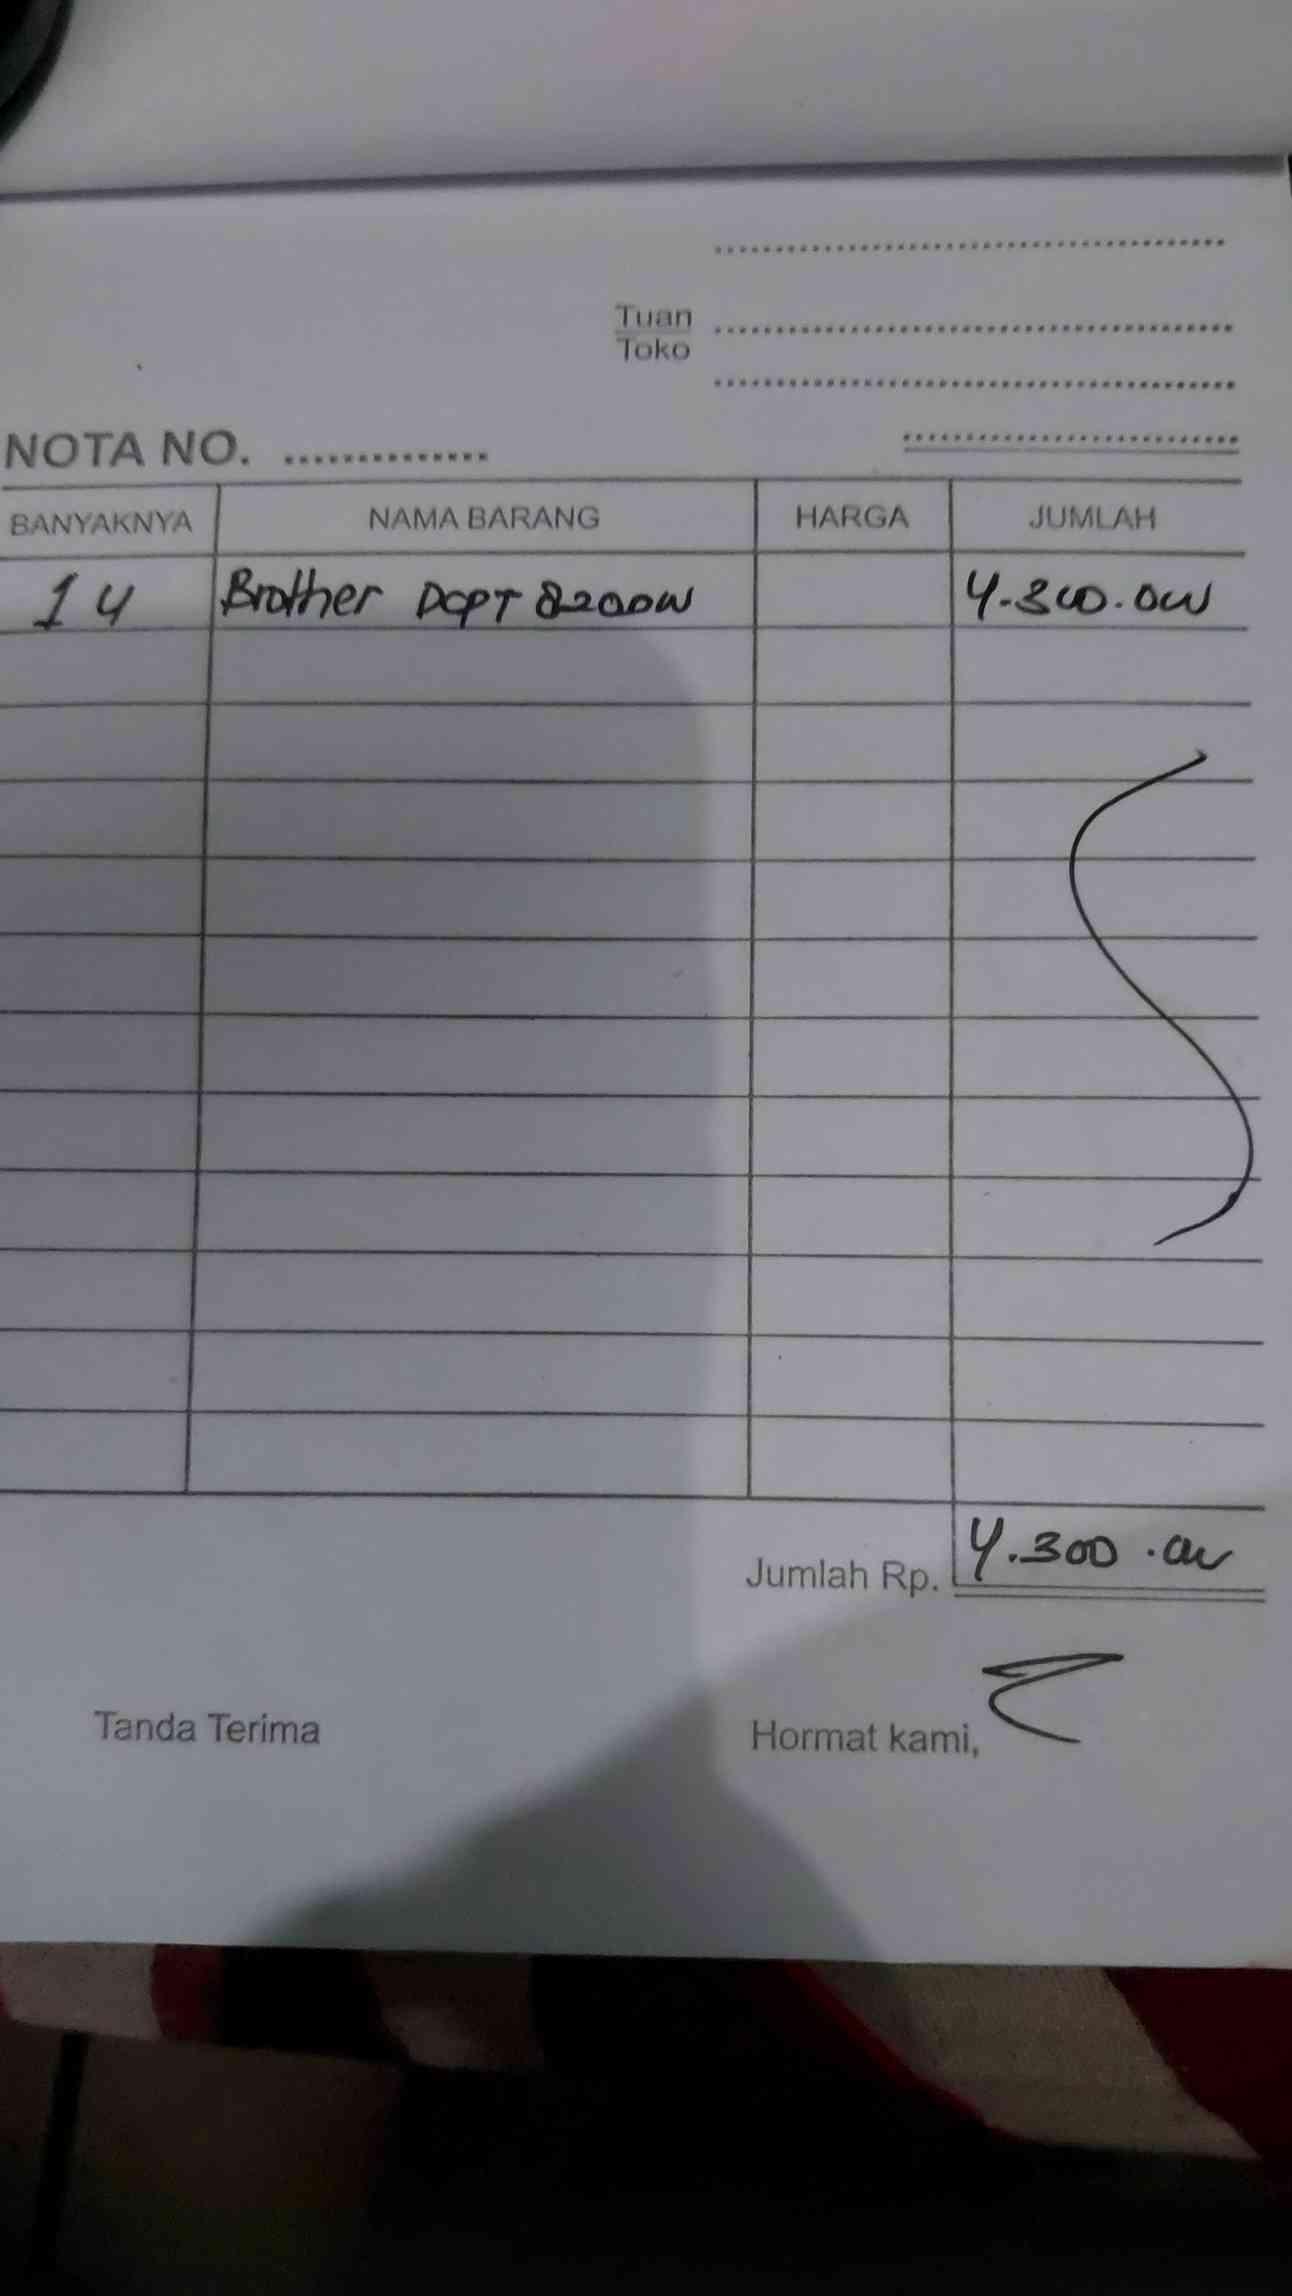 Tuan
Toko
NOTA NO. ..............
BANYAKNYA NAMA BARANG HARGA JUMLAH
1 4 Brother DCPT 8200W 4.300.000
Jumlah Rp. 4.300.000
Tanda Terima Hormat kami,